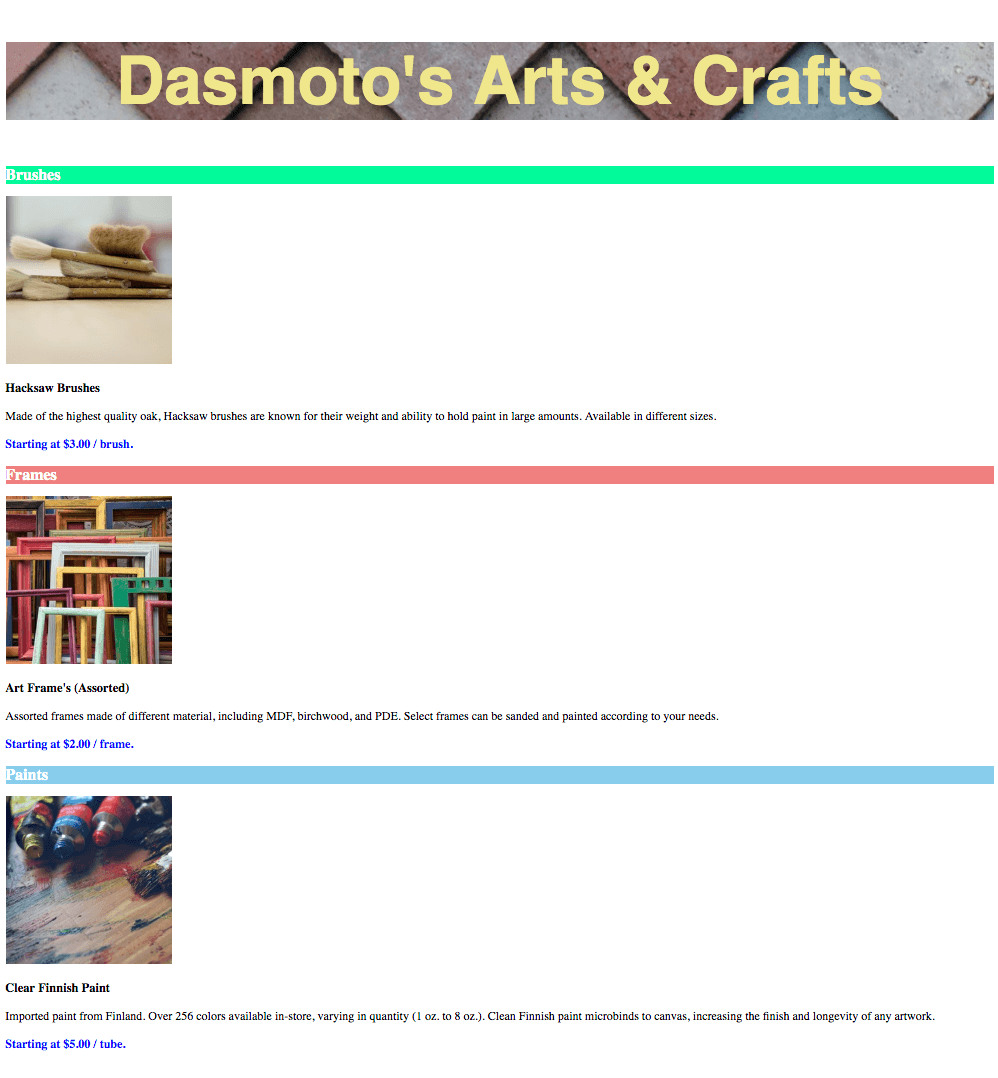 Dasmoto's Arts & Crafts
Brushes
Hacksaw Brushes
Made of the highest quality oak, Hacksaw brushes are known for their weight and ability to hold paint in large amounts. Available in different sizes.
Starting at $3.00 / brush.
Frames
Art Frame's (Assorted)
Assorted frames made of different material, including MDF, birchwood, and PDE. Select frames can be sanded and painted according to your needs.
Starting at $2.00 / frame.
Paints
Clear Finnish Paint
Imported paint from Finland. Over 256 colors available in-store, varying in quantity (1 oz. to 8 oz.). Clean Finnish paint microbinds to canvas, increasing the finish and longevity of any artwork.
Starting at $5.00 / tube.